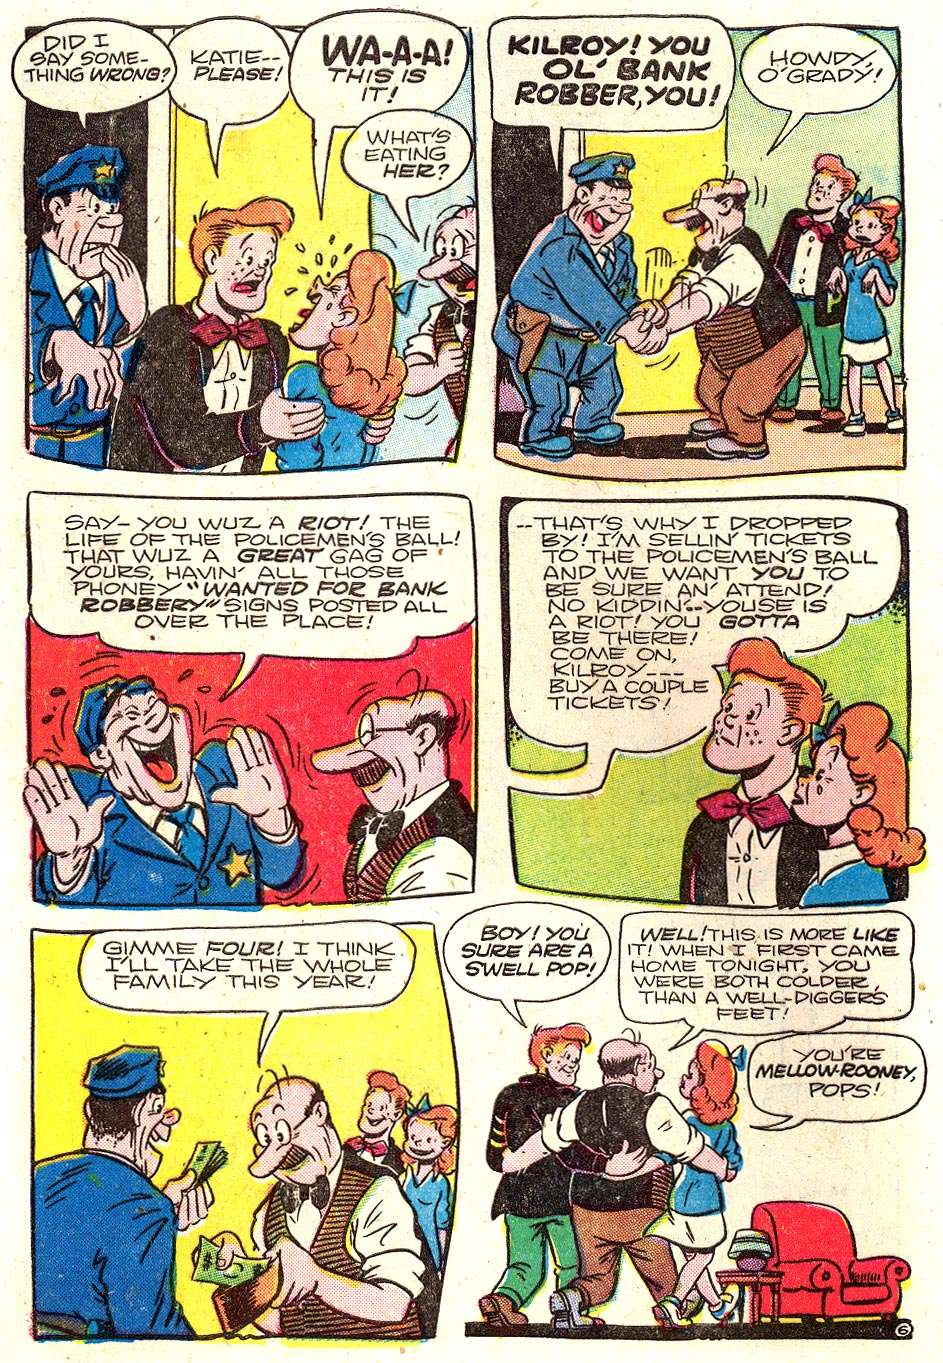 DID I
SAY SOME-
THING WRONG?
KATIE--
PLEASE!
WA-A-A!
THIS IS
IT!
WHAT'S
EATING
HER?
KILROY! YOU
OL' BANK
ROBBER, YOU!
HOWDY,
O'GRADY!
SAY- YOU WUZ A RIOT! THE
LIFE OF THE POLICEMEN'S BALL!
THAT WUZ A GREAT GAG OF
YOURS, HAVIN' ALL THOSE
PHONEY "WANTED FOR BANK
ROBBERY" SIGNS POSTED ALL
OVER THE PLACE!
--THAT'S WHY I DROPPED
BY! I'M SELLIN' TICKETS
TO THE POLICEMEN'S BALL
AND WE WANT YOU TO
BE SURE AN' ATTEND!
NO KIDDIN'--YOUSE IS
A RIOT! YOU GOTTA
BE THERE!
COME ON,
KILROY---
BUY A COUPLE
TICKETS!
GIMME FOUR! I THINK
I'LL TAKE THE WHOLE
FAMILY THIS YEAR!
BOY! YOU
SURE ARE A
SWELL POP!
WELL! THIS IS MORE LIKE
IT! WHEN I FIRST CAME
HOME TONIGHT, YOU
WERE BOTH COLDER
THAN A WELL-DIGGER'S
FEET!
YOU'RE
MELLOW-ROONEY,
POPS!
6